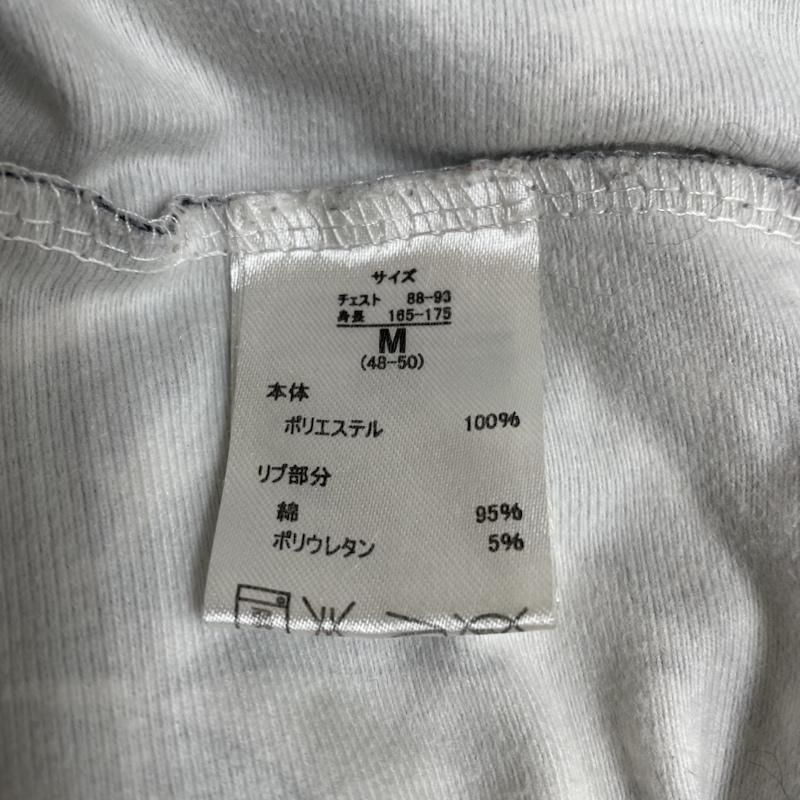 サイズ
チェスト 88-93
身長 165-175
M
(48-50)
本体
ポリエステル 100%
リブ部分
綿 95%
ポリウレタン 5%